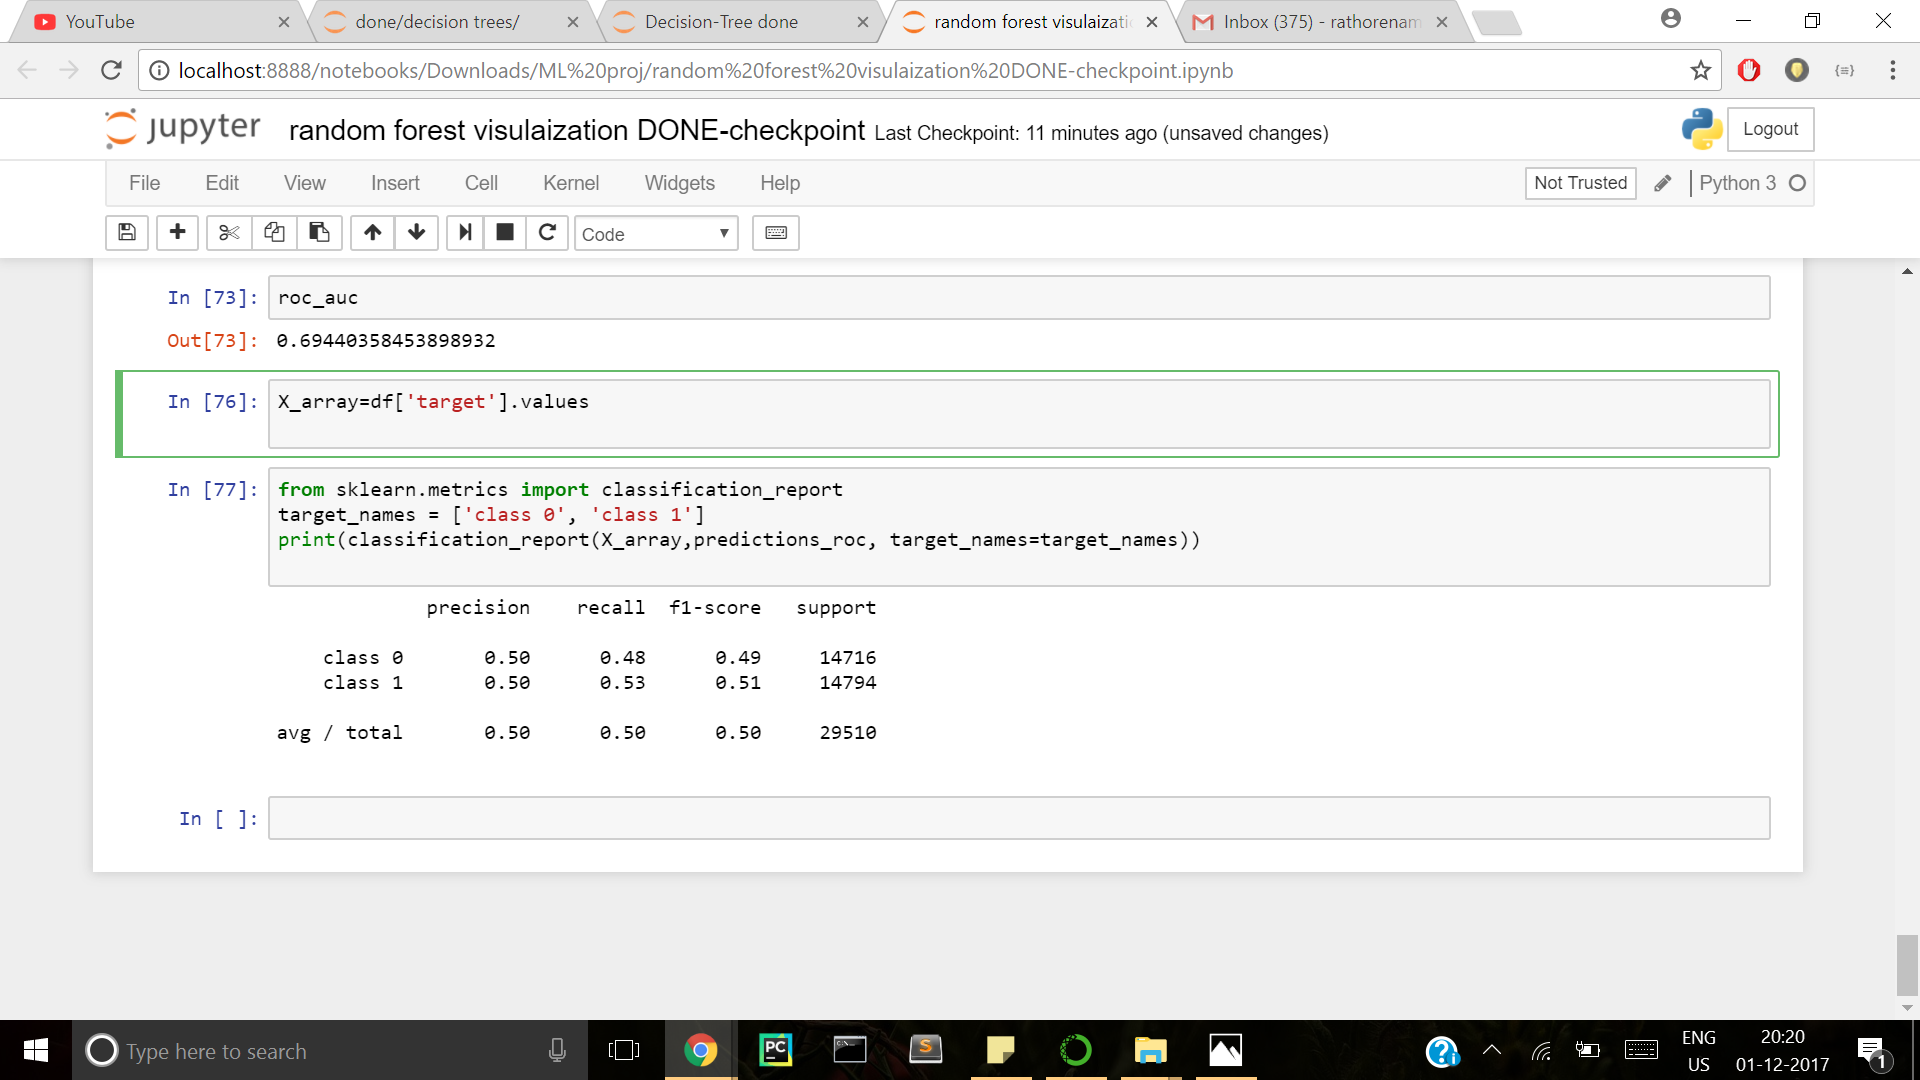 YouTube
done/decision trees/
Decision-Tree done
random forest visulaizati
Inbox (375) - rathorenam
localhost:8888/notebooks/Downloads/ML%20proj/random%20forest%20visulaization%20DONE-checkpoint.ipynb
jupyter random forest visulaization DONE-checkpoint Last Checkpoint: 11 minutes ago (unsaved changes)
Logout
File Edit View Insert Cell Kernel Widgets Help
Not Trusted
Python 3
Code
In [73]: roc_auc
Out[73]: 0.69440358453898932
In [76]: X_array=df['target'].values
In [77]: from sklearn.metrics import classification_report
target_names = ['class 0', 'class 1']
print(classification_report(X_array,predictions_roc, target_names=target_names))
precision recall f1-score support
class 0 0.50 0.48 0.49 14716
class 1 0.50 0.53 0.51 14794
avg / total 0.50 0.50 0.50 29510
In [ ]:
Type here to search
PC
S
ENG
US
20:20
01-12-2017
1